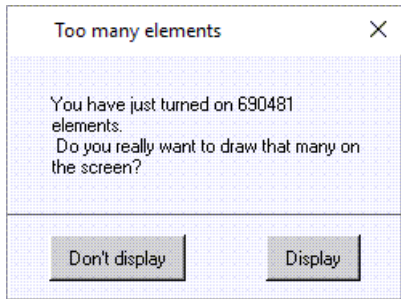 Too many elements
You have just turned on 690481
elements.
Do you really want to draw that many on
the screen?
Don't display
Display